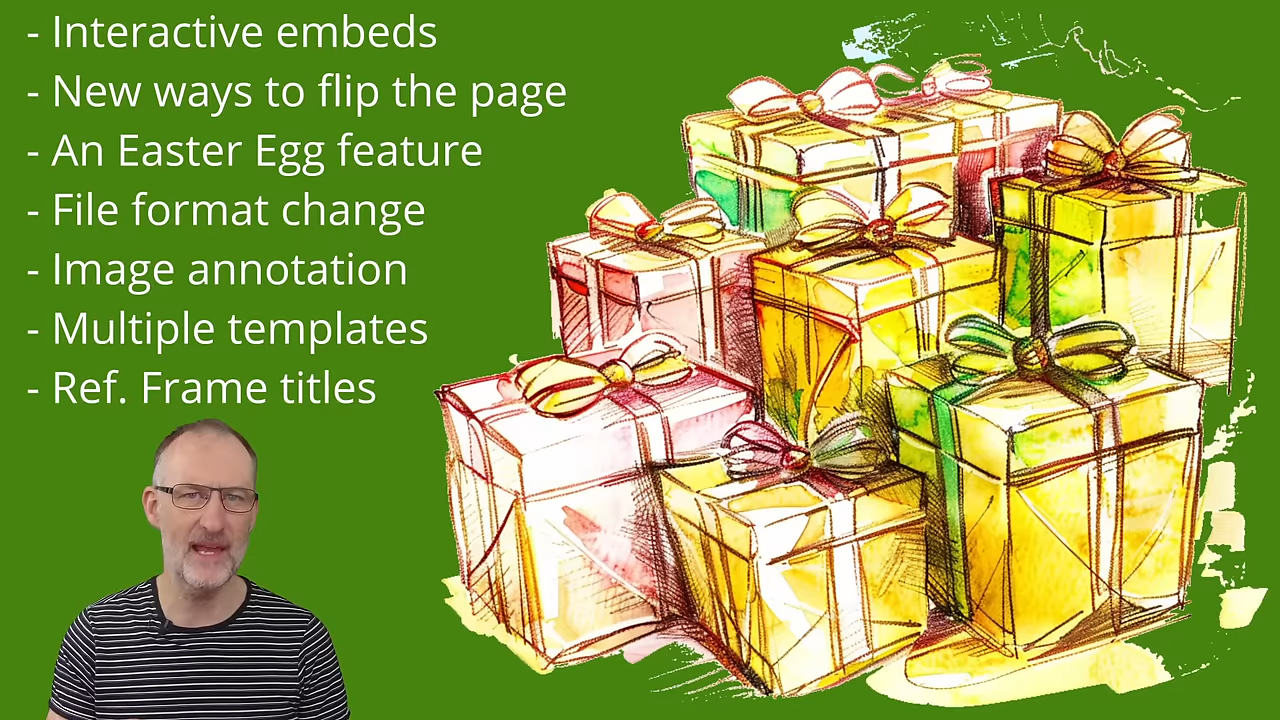 - Interactive embeds
- New ways to flip the page
- An Easter Egg feature
- File format change
- Image annotation
- Multiple templates
- Ref. Frame titles